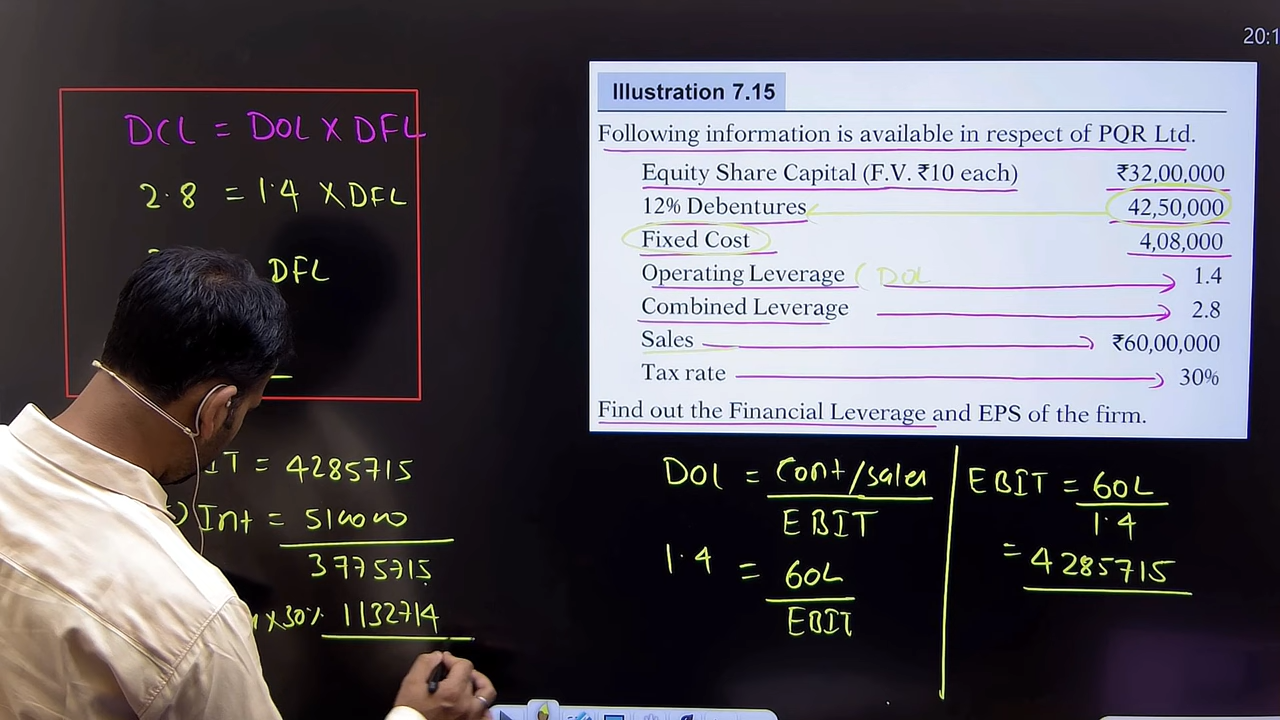 20:1
DCL = DOL X DFL
2.8 = 1.4 X DFL
DFL
Illustration 7.15
Following information is available in respect of PQR Ltd.
Equity Share Capital (F.V. ₹10 each) ₹32,00,000
12% Debentures 42,50,000
Fixed Cost 4,08,000
Operating Leverage ( DOL 1.4
Combined Leverage 2.8
Sales ₹60,00,000
Tax rate 30%
Find out the Financial Leverage and EPS of the firm.
IT = 4285715
) Int = 510000
3775715
x30% 1132714
DOL = Cont/sales
EBIT
1.4 = 60L
EBIT
EBIT = 60L
1.4
= 4285715